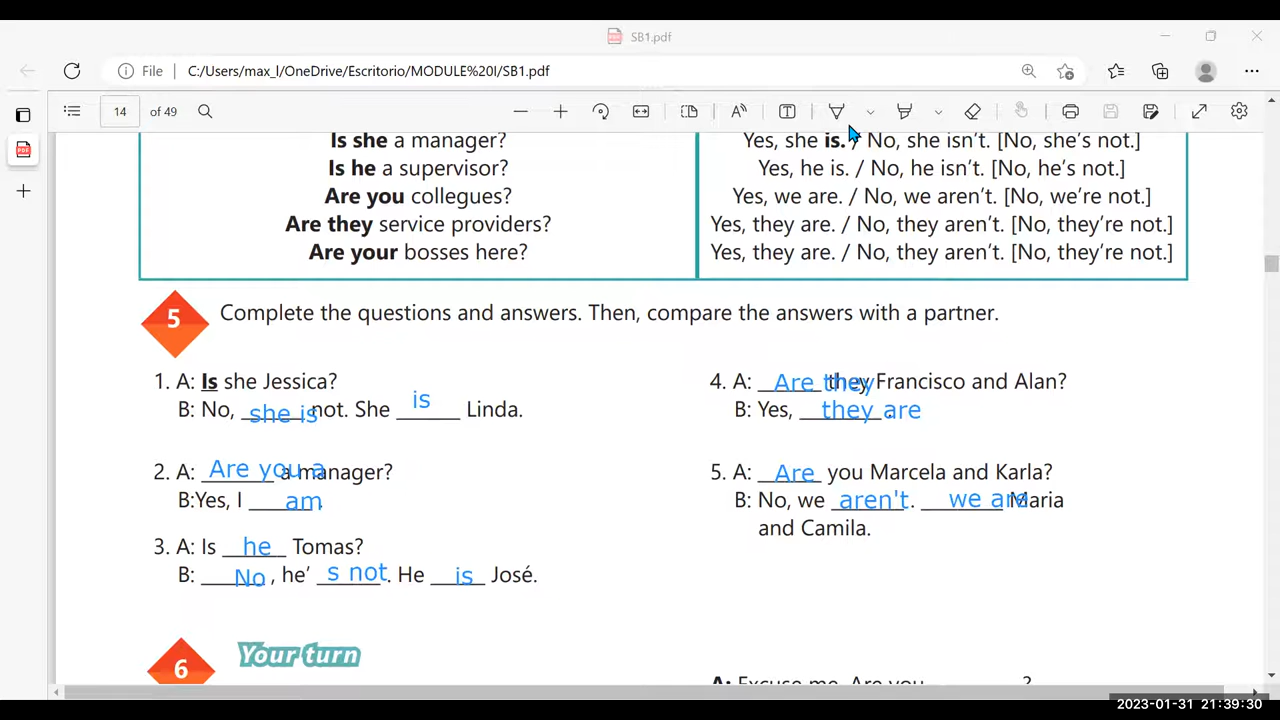 SB1.pdf
File | C:/Users/max_l/OneDrive/Escritorio/MODULE%20I/SB1.pdf
14 of 49
Is she a manager? Yes, she is. / No, she isn't. [No, she's not.]
Is he a supervisor? Yes, he is. / No, he isn't. [No, he's not.]
Are you collegues? Yes, we are. / No, we aren't. [No, we're not.]
Are they service providers? Yes, they are. / No, they aren't. [No, they're not.]
Are your bosses here? Yes, they are. / No, they aren't. [No, they're not.]
5 Complete the questions and answers. Then, compare the answers with a partner.
1. A: Is she Jessica?
B: No, she is not. She is Linda.
2. A: Are you a a manager?
B:Yes, I am.
3. A: Is he Tomas?
B: No, he' s not. He is José.
4. A: Are they they Francisco and Alan?
B: Yes, they are.
5. A: Are you Marcela and Karla?
B: No, we aren't. we are Maria
and Camila.
6 Your turn
A: Excuse me. Are you ________?
2023-01-31 21:39:30